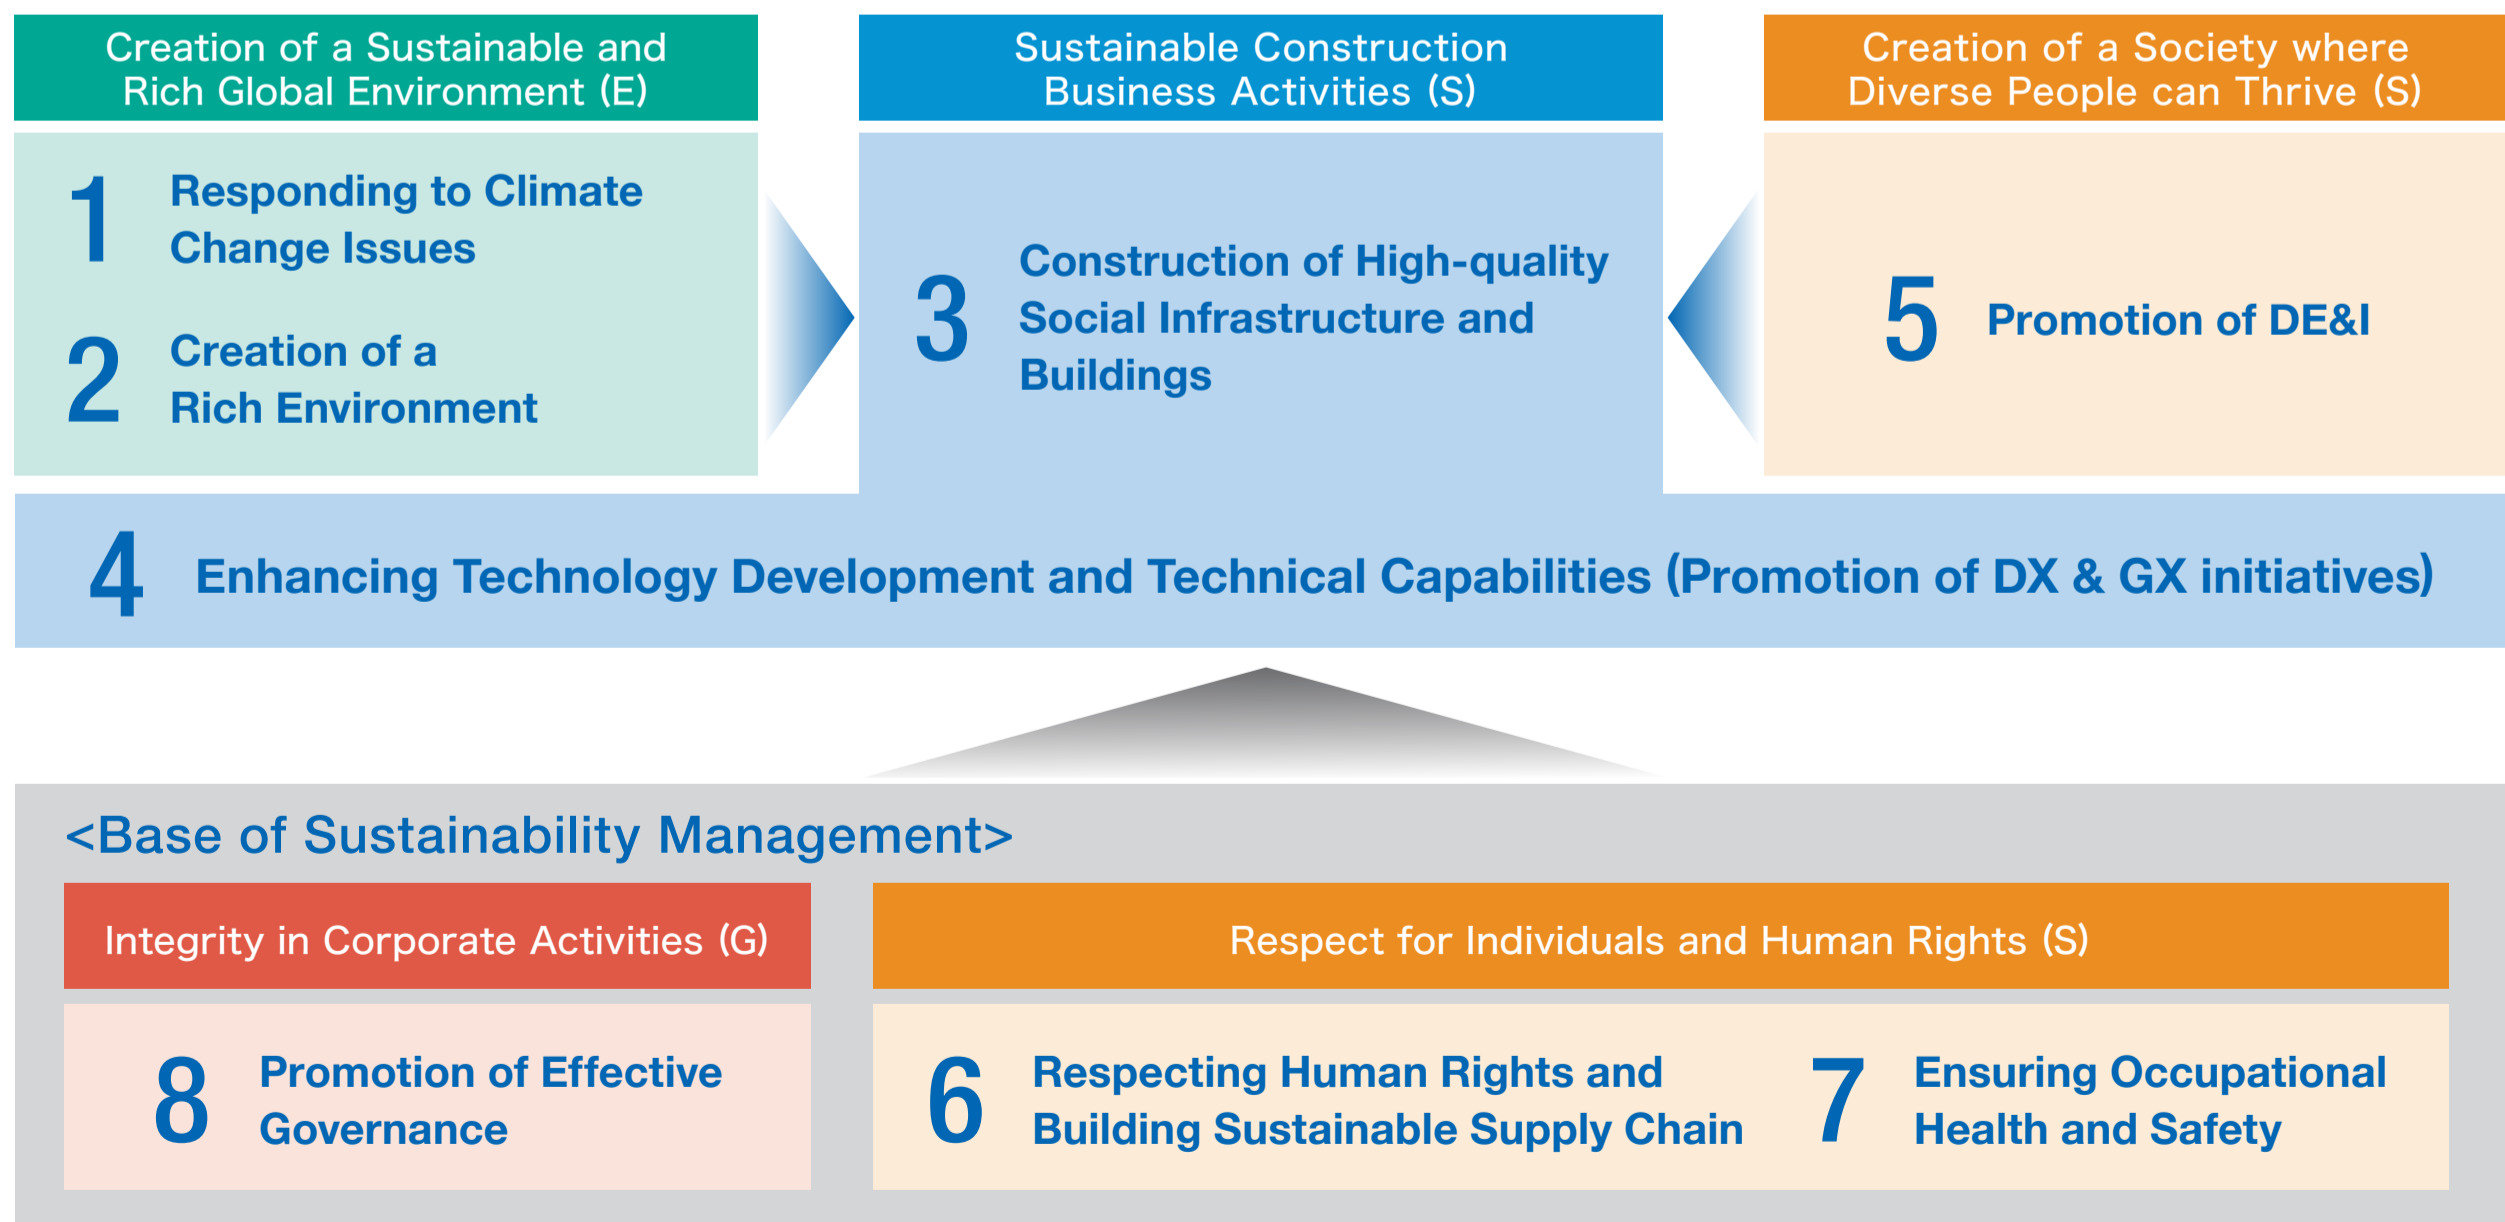 Creation of a Sustainable and
Rich Global Environment (E)
1
Responding to Climate
Change Issues
2
Creation of a
Rich Environment
Sustainable Construction
Business Activities (S)
3
Construction of High-quality
Social Infrastructure and
Buildings
Creation of a Society where
Diverse People can Thrive (S)
5
Promotion of DE&I
4
Enhancing Technology Development and Technical Capabilities (Promotion of DX & GX initiatives)
<Base of Sustainability Management>
Integrity in Corporate Activities (G)
8
Promotion of Effective
Governance
Respect for Individuals and Human Rights (S)
6
Respecting Human Rights and
Building Sustainable Supply Chain
7
Ensuring Occupational
Health and Safety